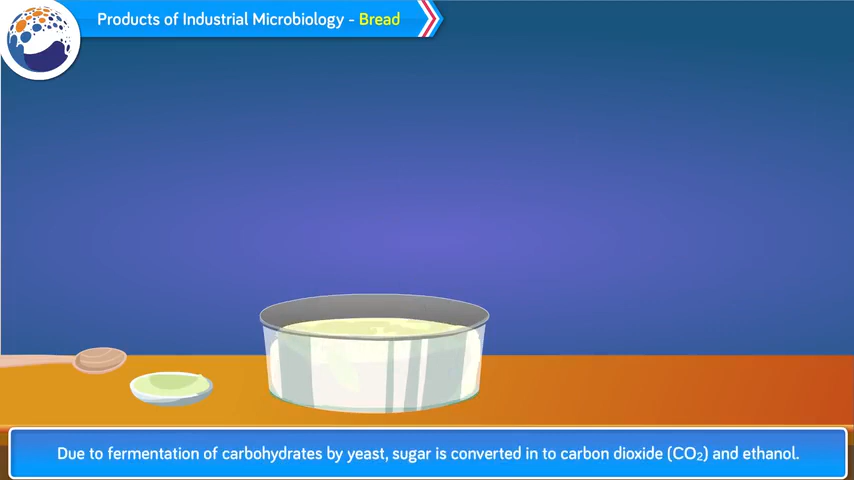 Products of Industrial Microbiology - Bread
Due to fermentation of carbohydrates by yeast, sugar is converted in to carbon dioxide (CO₂) and ethanol.